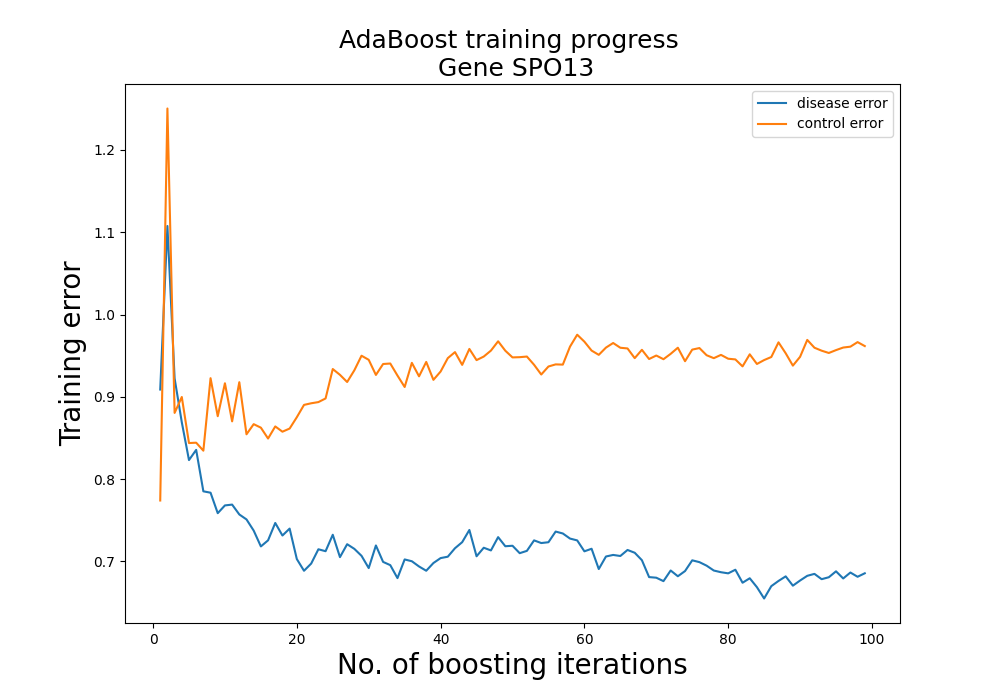 AdaBoost training progress
Gene SPO13
disease error
control error
Training error
1.2
1.1
1.0
0.9
0.8
0.7
0
20
40
60
80
100
No. of boosting iterations